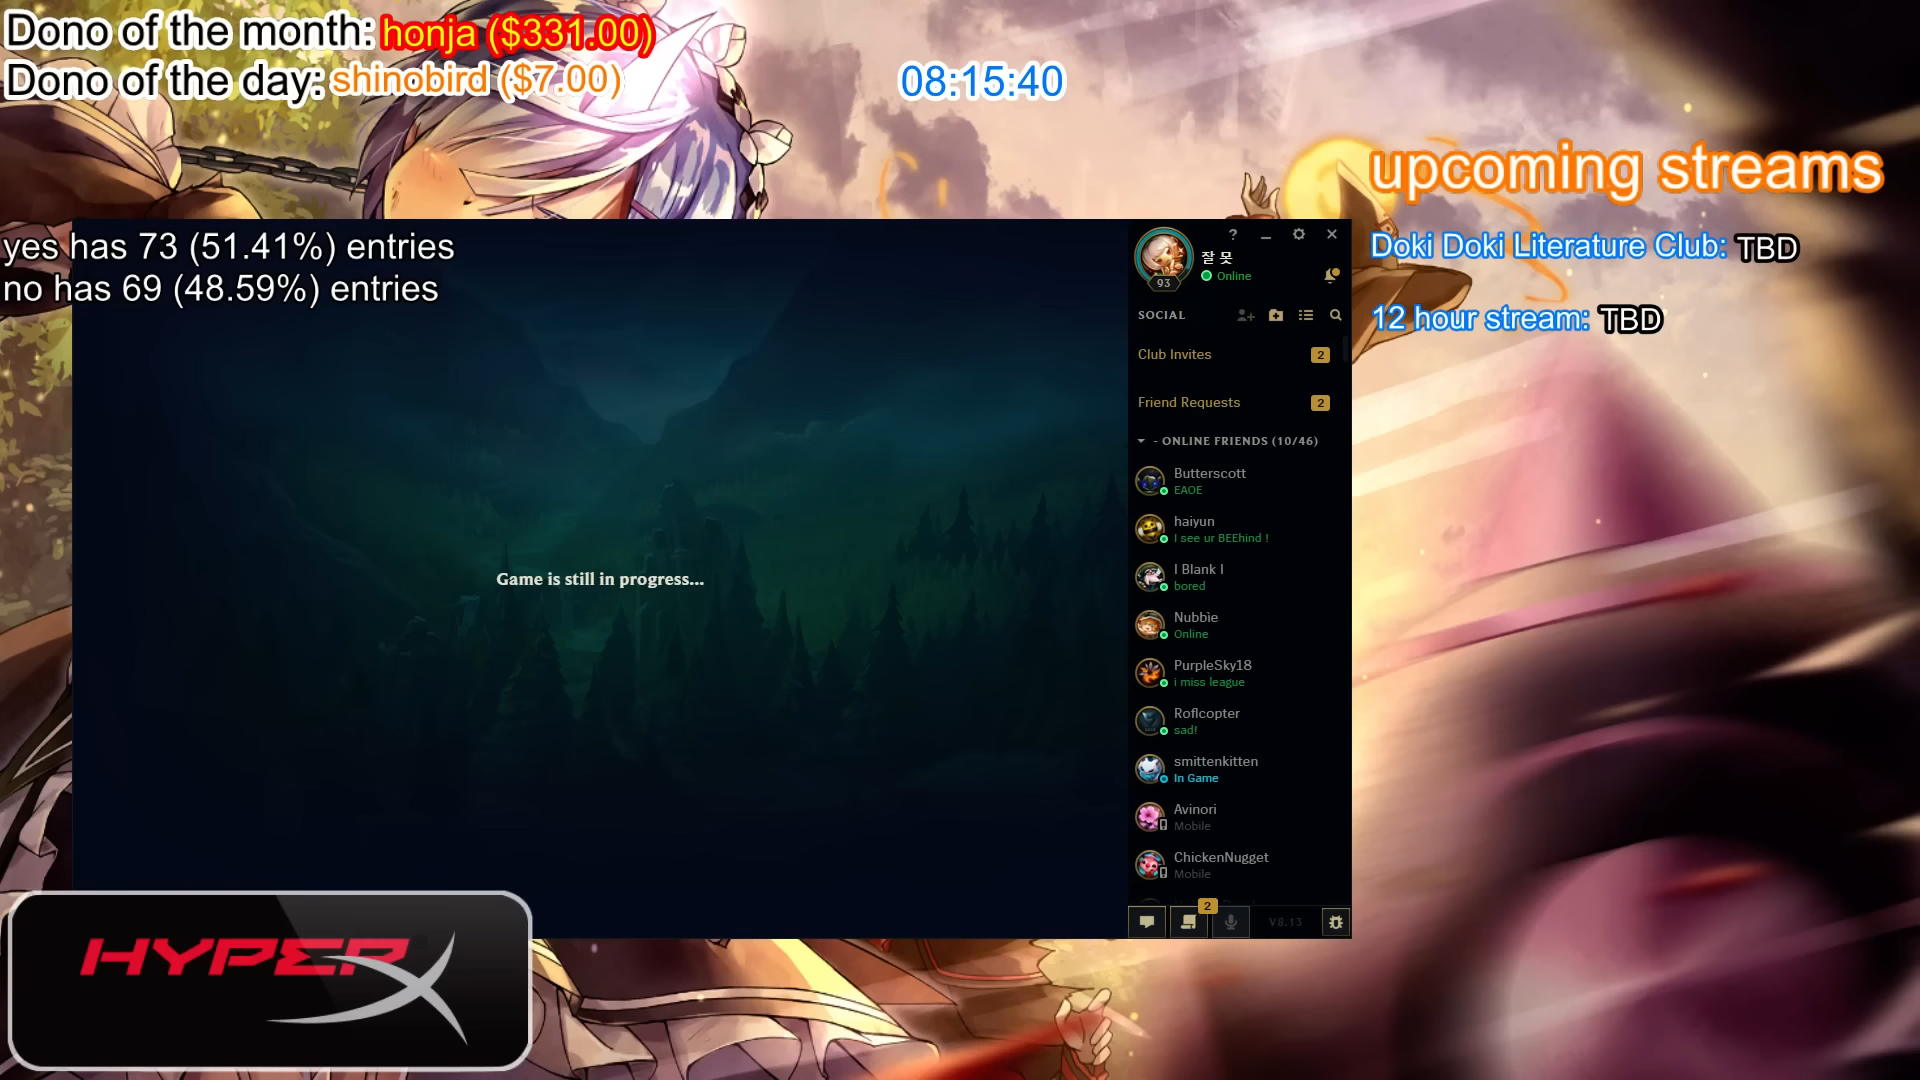 Dono of the month: honja ($331.00)
Dono of the day: shinobird ($7.00)
08:15:40
upcoming streams
Doki Doki Literature Club: TBD
12 hour stream: TBD
yes has 73 (51.41%) entries
no has 69 (48.59%) entries
Game is still in progress...
?
잘 못
Online
93
SOCIAL
Club Invites 2
Friend Requests 2
- ONLINE FRIENDS (10/46)
Butterscott
EAOE
haiyun
I see ur BEEhind !
I Blank I
bored
Nubbìe
Online
PurpleSky18
i miss league
Roflcopter
sad!
smittenkitten
In Game
Avinori
Mobile
ChickenNugget
Mobile
2
V8.13
HYPERX